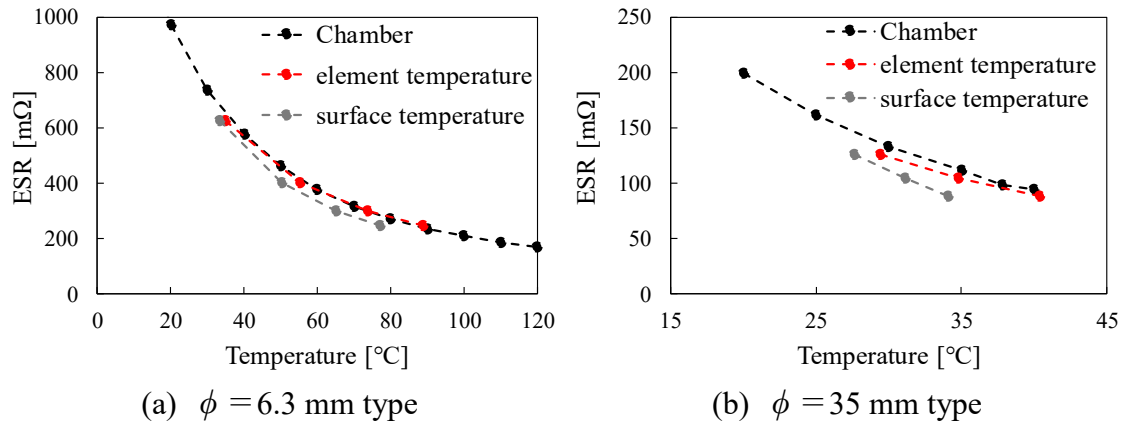 1000
800
600
400
200
0
ESR [mΩ]
Chamber
element temperature
surface temperature
0 20 40 60 80 100 120
Temperature [°C]
(a) ϕ =6.3 mm type
250
200
150
100
50
0
ESR [mΩ]
Chamber
element temperature
surface temperature
15 25 35 45
Temperature [°C]
(b) ϕ =35 mm type